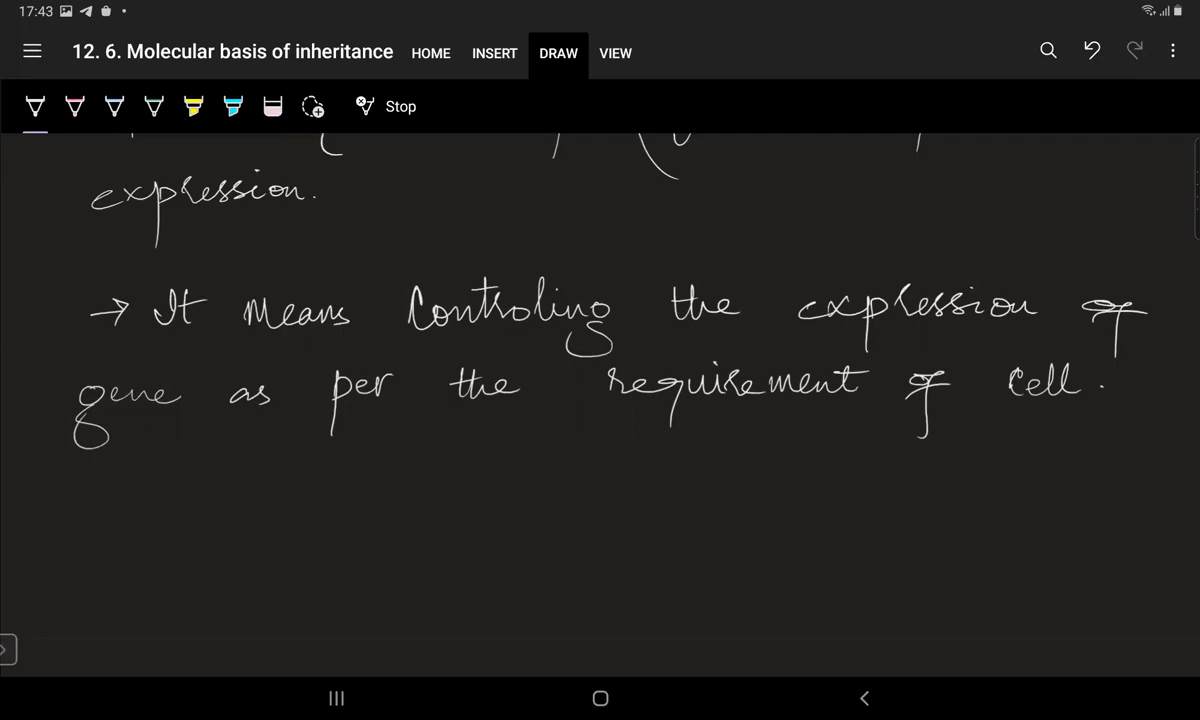 17:43
12. 6. Molecular basis of inheritance HOME INSERT DRAW VIEW
Stop
expression.
→ It means Controling the expression of
gene as per the requirement of cell.